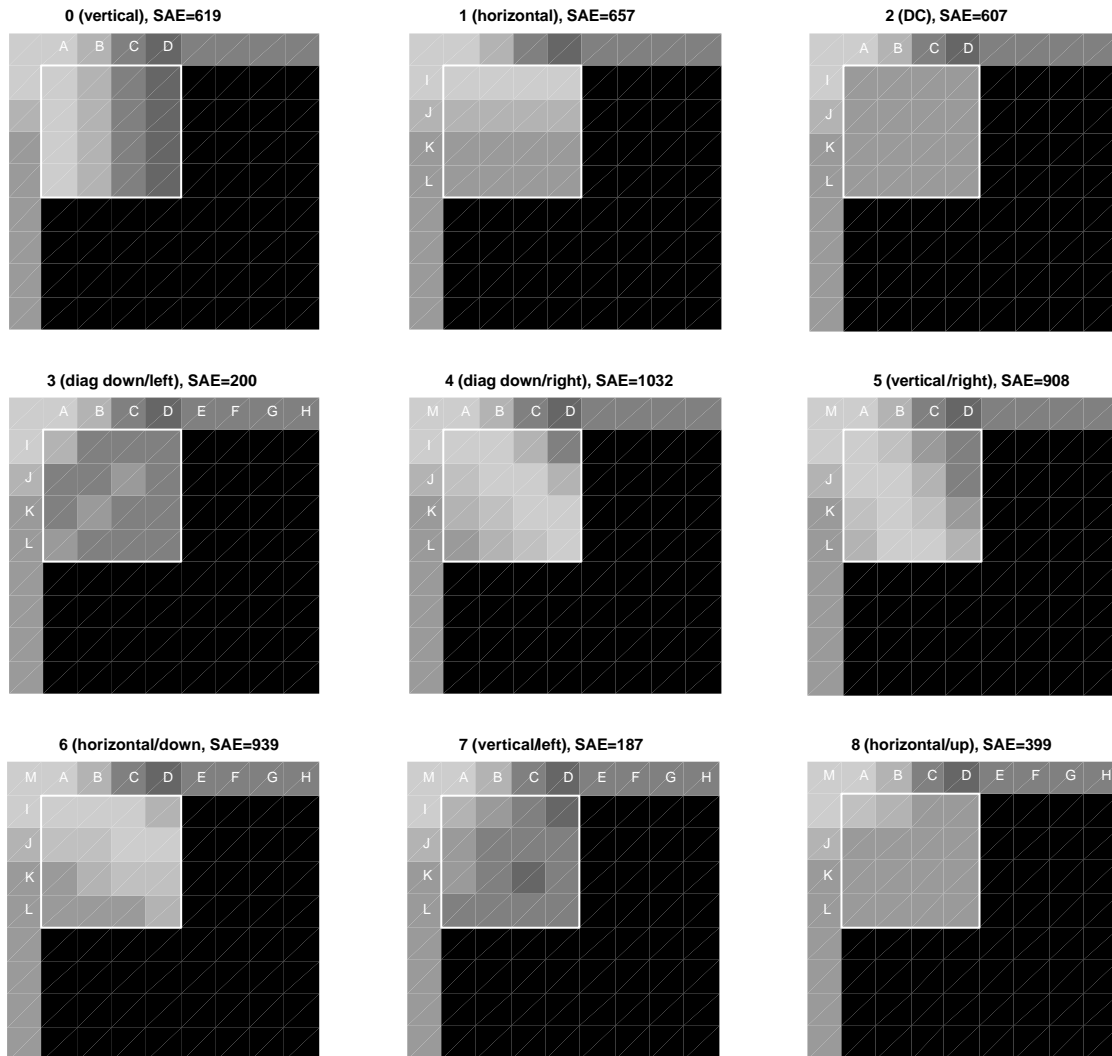 0 (vertical), SAE=619
1 (horizontal), SAE=657
2 (DC), SAE=607
A B C D
A B C D
I
J
K
L
I
J
K
L
3 (diag down/left), SAE=200
4 (diag down/right), SAE=1032
5 (vertical/right), SAE=908
A B C D E F G H
M A B C D
M A B C D
I
J
K
L
I
J
K
L
J
K
L
6 (horizontal/down, SAE=939
7 (vertical/left), SAE=187
8 (horizontal/up), SAE=399
M A B C D E F G H
M A B C D E F G H
M A B C D E F G H
I
J
K
L
I
J
K
L
I
J
K
L